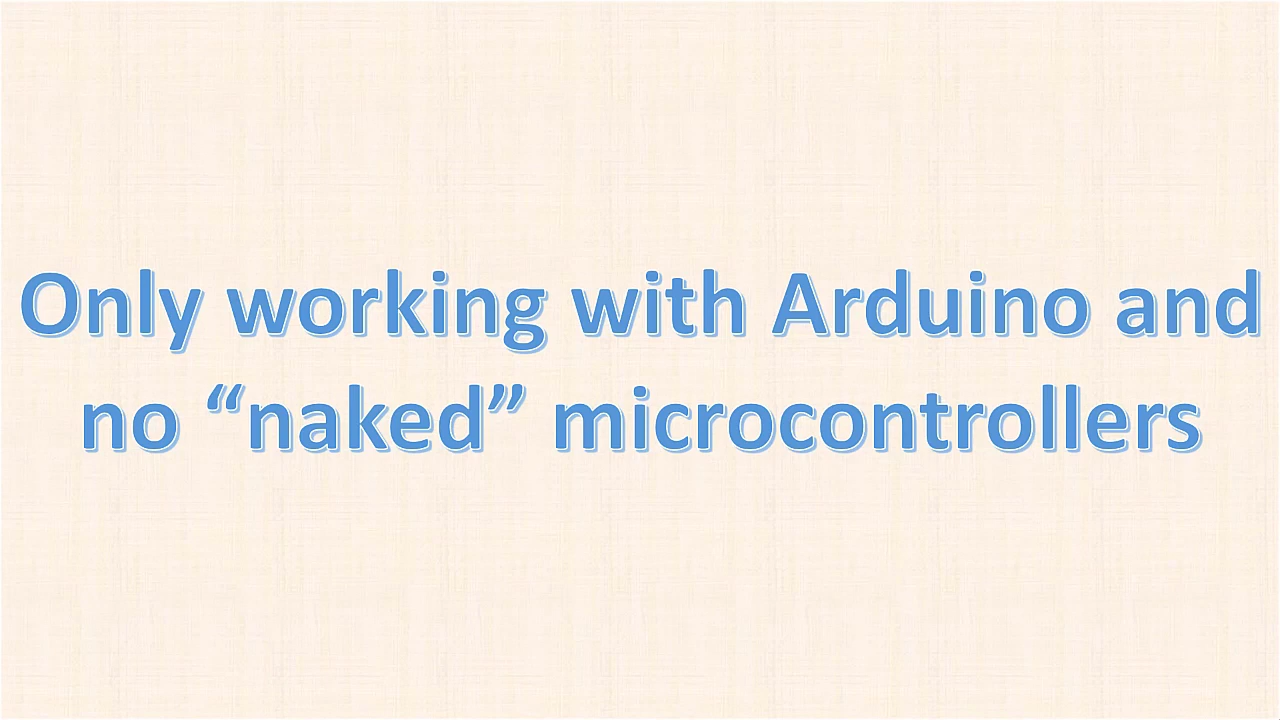 Only working with Arduino and
no “naked” microcontrollers